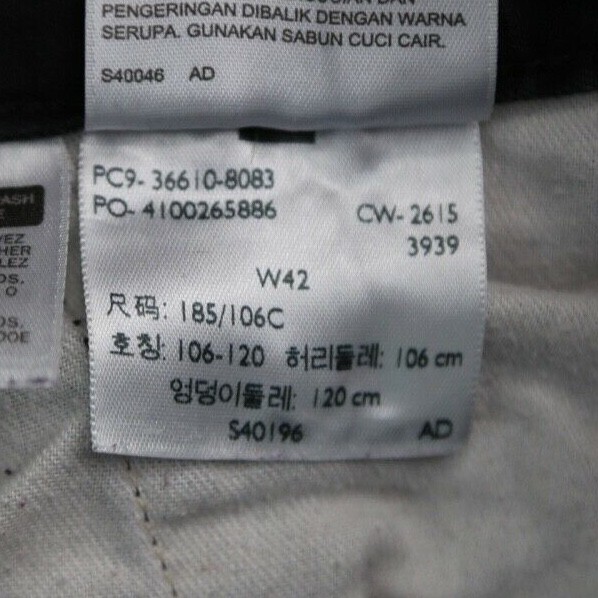 PENGERINGAN DIBALIK DENGAN WARNA
SERUPA. GUNAKAN SABUN CUCI CAIR.
S40046 AD
PC9- 36610-8083
PO- 4100265886 CW- 2615
3939
W42
尺码: 185/106C
호칭: 106-120 허리둘레: 106 cm
엉덩이둘레: 120 cm
S40196 AD